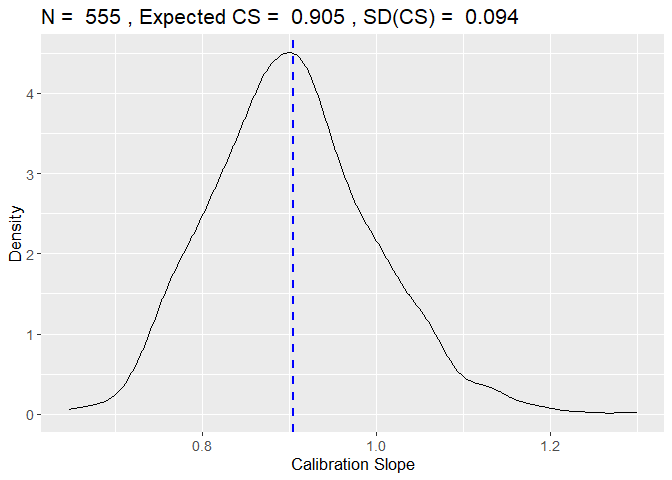 N =  555 , Expected CS =  0.905 , SD(CS) =  0.094
Density
4
3
2
1
0
0.8
1.0
1.2
Calibration Slope